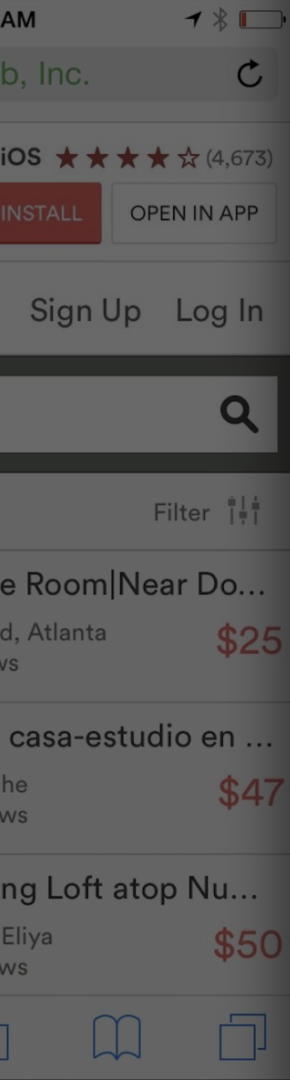 AM
b, Inc.
iOS ★★★★☆ (4,673)
INSTALL OPEN IN APP
Sign Up Log In
Filter
e Room|Near Do...
d, Atlanta $25
ws
casa-estudio en ...
he $47
ws
ng Loft atop Nu...
Eliya $50
ws